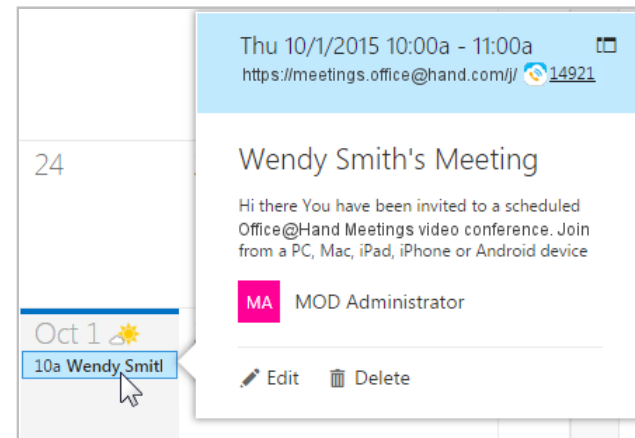 Thu 10/1/2015 10:00a - 11:00a
https://meetings.office@hand.com/j/ 14921
24
Wendy Smith's Meeting
Hi there You have been invited to a scheduled
Office@Hand Meetings video conference. Join
from a PC, Mac, iPad, iPhone or Android device
MA MOD Administrator
Oct 1
10a Wendy Smitl
Edit Delete